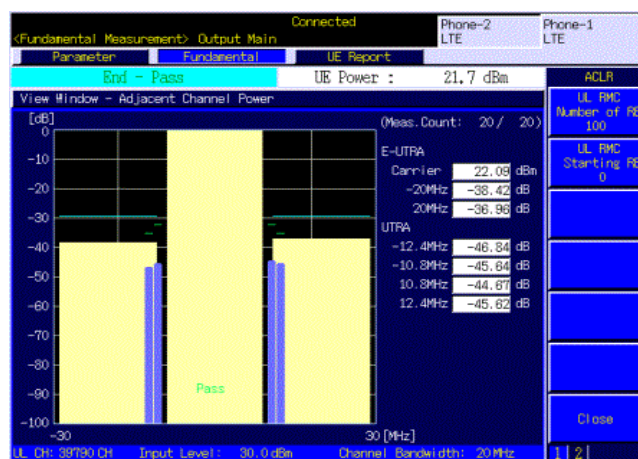 Connected
Phone-2
LTE
Phone-1
LTE
<Fundamental Measurement> Output Main
Parameter
Fundamental
UE Report
End - Pass
UE Power :
21.7 dBm
ACLR
View Window - Adjacent Channel Power
UL RMC
Number of RB
100
UL RMC
Starting RB
0
[dB]
(Meas.Count: 20/ 20)
0
-10
-20
-30
-40
-50
-60
-70
-80
-90
-100
E-UTRA
Carrier 22.09 dBm
-20MHz -38.42 dB
20MHz -36.96 dB
UTRA
-12.4MHz -46.84 dB
-10.8MHz -45.64 dB
10.8MHz -44.67 dB
12.4MHz -45.62 dB
Pass
-30
30 [MHz]
Close
UL CH: 39790 CH Input Level: 30.0 dBm Channel Bandwidth: 20 MHz
1 2